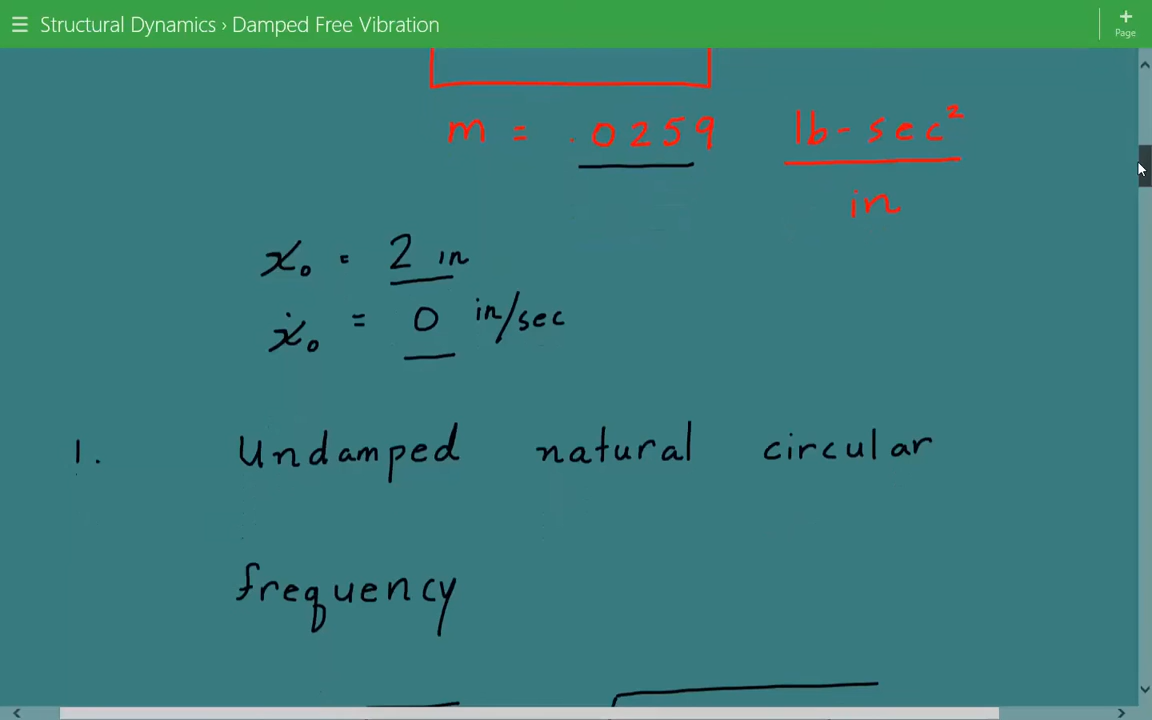 Structural Dynamics › Damped Free Vibration
Page
m = .0259 lb-sec²
in
x₀ = 2 in
ẋ₀ = 0 in/sec
1. Undamped natural circular
frequency